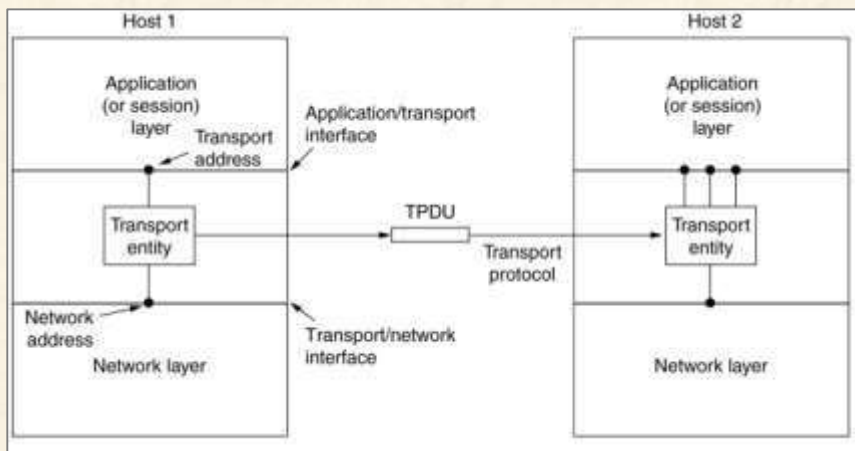 Host 1
Host 2
Application
(or session)
layer
Transport
address
Application/transport
interface
Application
(or session)
layer
TPDU
Transport
entity
Transport
protocol
Transport
entity
Network
address
Transport/network
interface
Network layer
Network layer